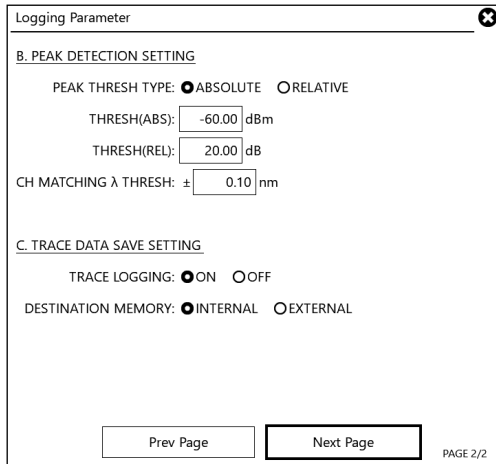 Logging Parameter
B. PEAK DETECTION SETTING
PEAK THRESH TYPE: ABSOLUTE RELATIVE
THRESH(ABS): -60.00 dBm
THRESH(REL): 20.00 dB
CH MATCHING λ THRESH: ± 0.10 nm
C. TRACE DATA SAVE SETTING
TRACE LOGGING: ON OFF
DESTINATION MEMORY: INTERNAL EXTERNAL
Prev Page Next Page
PAGE 2/2